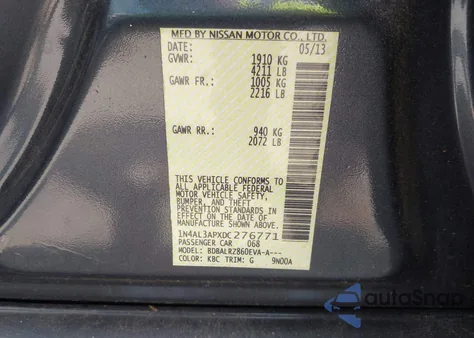 MFD BY NISSAN MOTOR CO., LTD.
DATE: 05/13
GVWR: 1910 KG
4211 LB
GAWR FR.: 1005 KG
2216 LB
GAWR RR.: 940 KG
2072 LB
THIS VEHICLE CONFORMS TO
ALL APPLICABLE FEDERAL
MOTOR VEHICLE SAFETY,
BUMPER, AND THEFT
PREVENTION STANDARDS
IN EFFECT ON THE DATE OF
MANUFACTURE SHOWN ABOVE.
1N4AL3APXDC276771
PASSENGER CAR 068
MODEL: BDBALRZ860EVA-A---
COLOR: KBC TRIM: G 9N00A
autoSnap